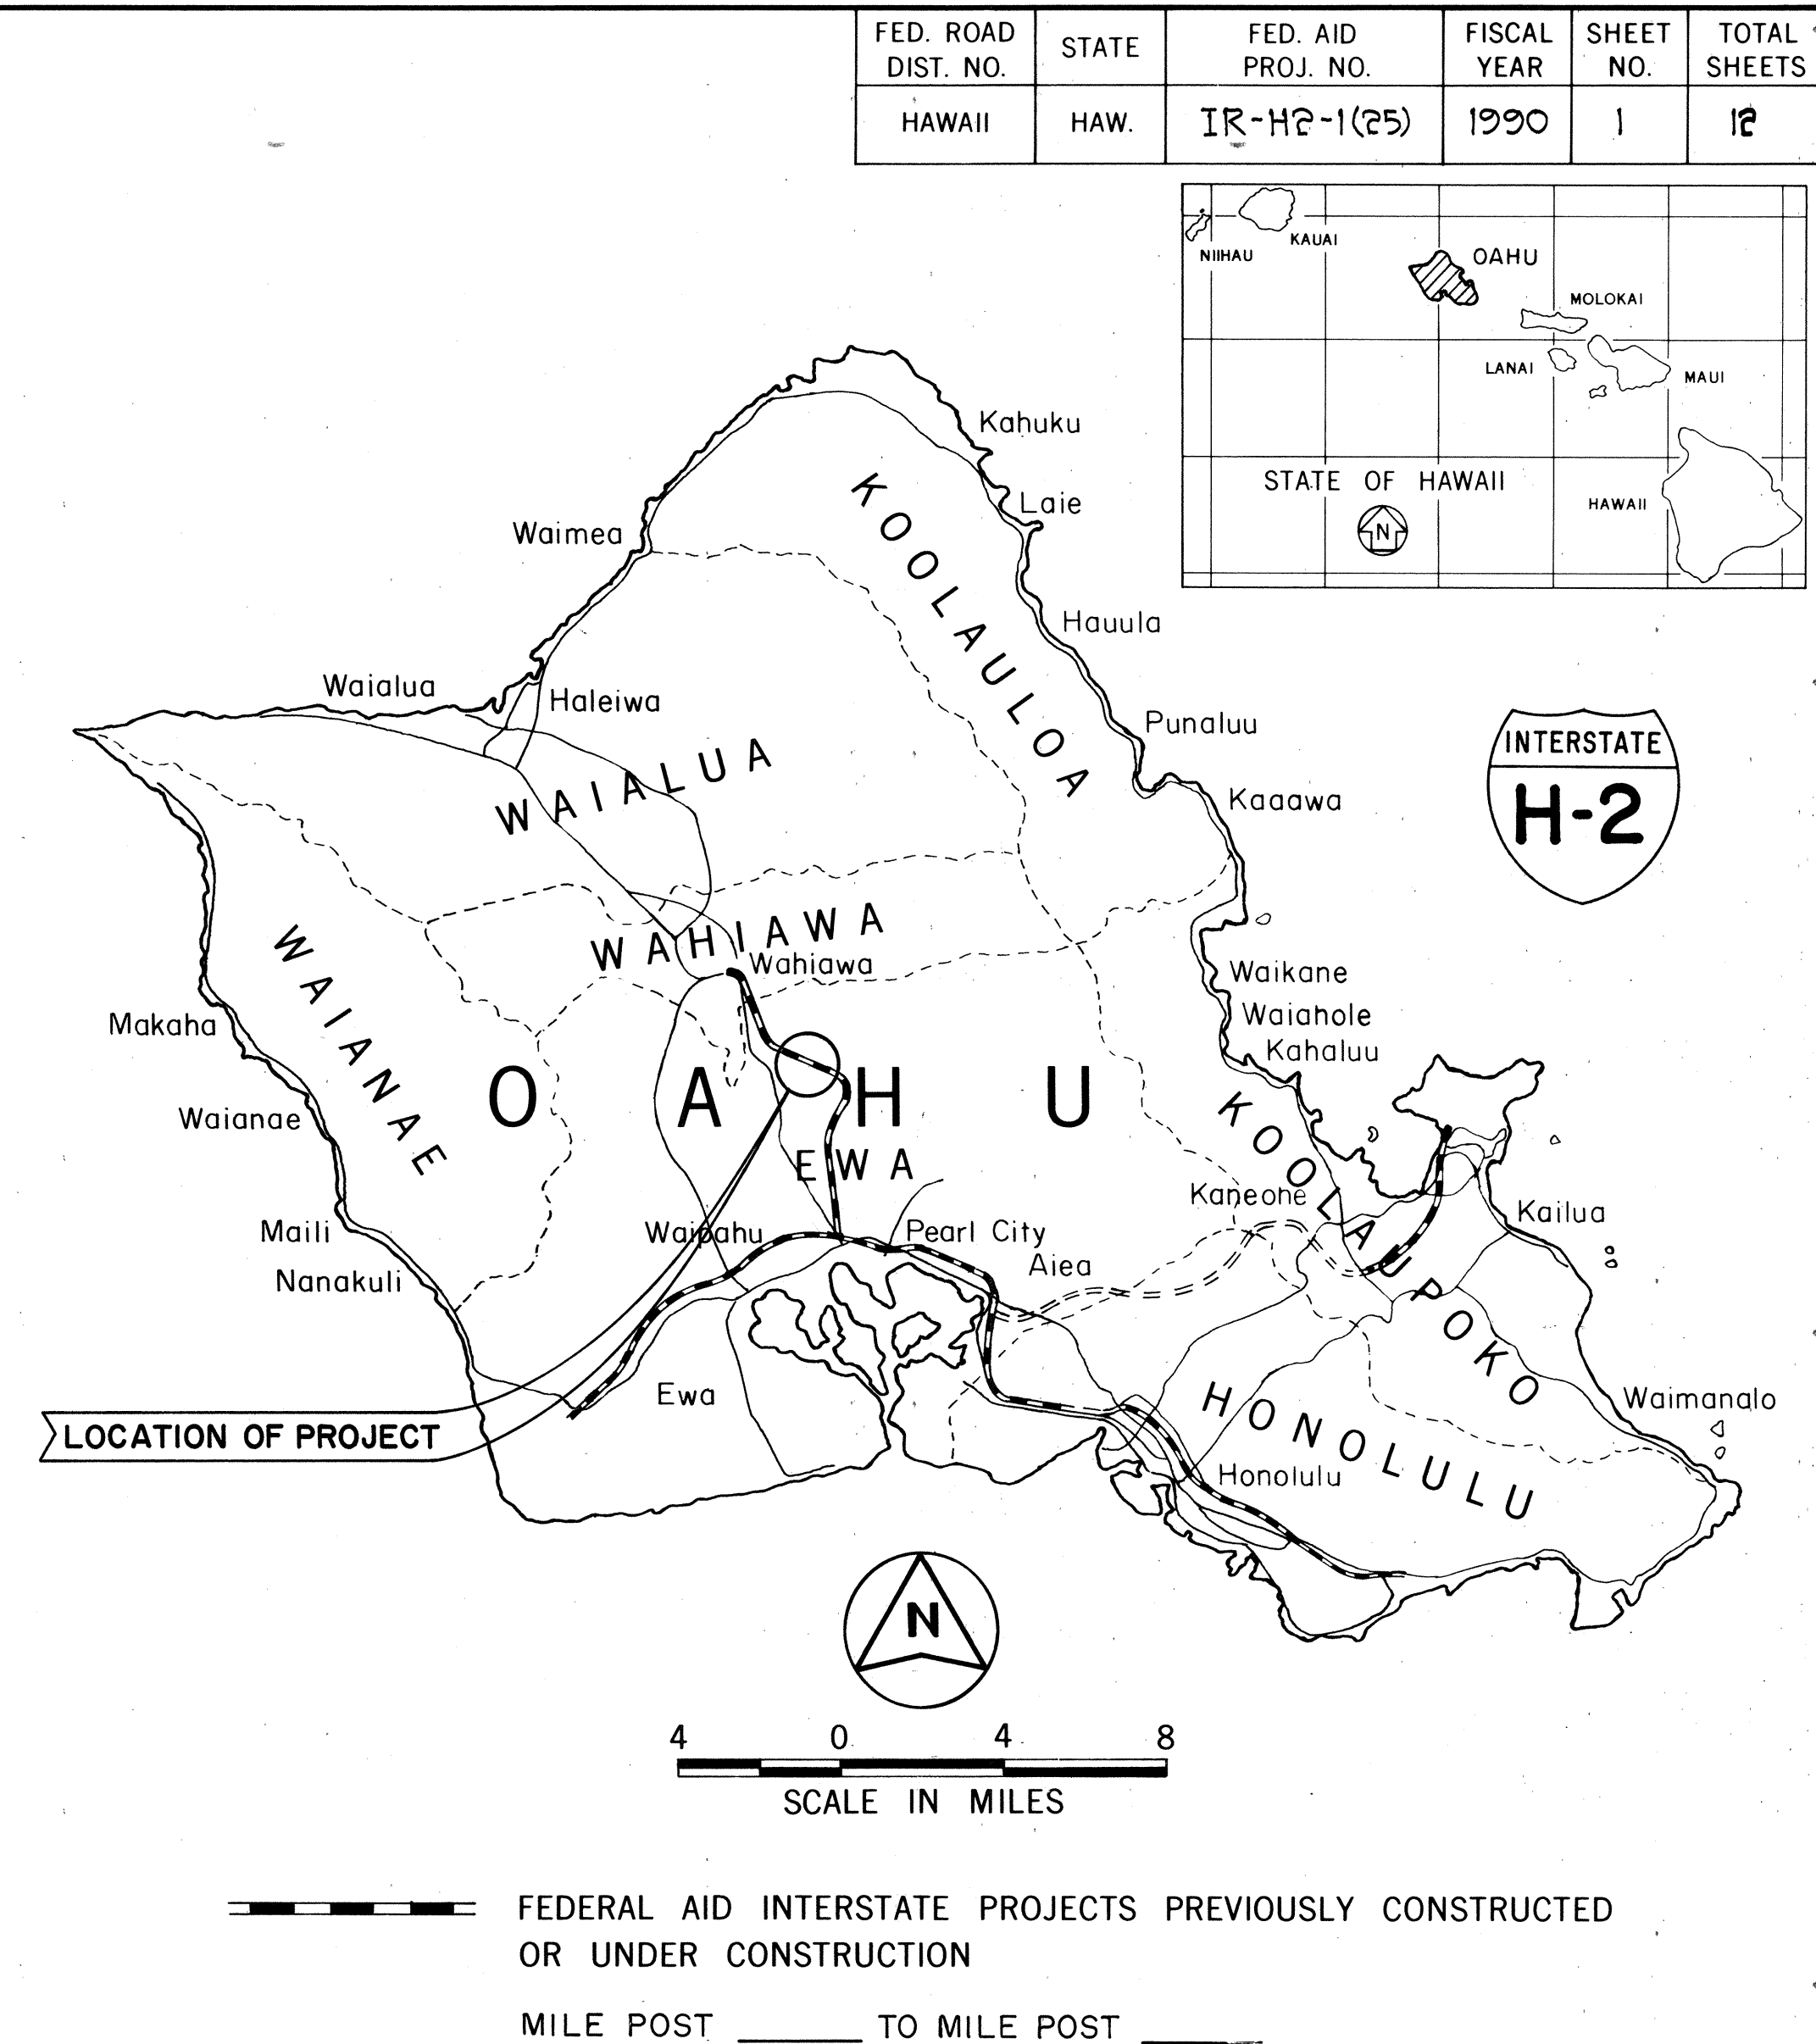 FED. ROAD DIST. NO. STATE FED. AID PROJ. NO. FISCAL YEAR SHEET NO. TOTAL SHEETS
HAWAII HAW. IR-H2-1(25) 1990 1 12
NIIHAU
KAUAI
OAHU
MOLOKAI
LANAI
MAUI
STATE OF HAWAII
HAWAII
N
Kahuku
Laie
Waimea
KOOLAULOA
Hauula
Waialua
Haleiwa
Punaluu
INTERSTATE
H-2
WAIALUA
Kaaawa
WAHIAWA
Wahiawa
WAIANAE
Waikane
Waiahole
Kahaluu
Makaha
OAHU
Waianae
KOOLAUPOKO
EWA
Kaneohe
Kailua
Maili
Waipahu
Pearl City
Aiea
Nanakuli
Ewa
Waimanalo
LOCATION OF PROJECT
HONOLULU
Honolulu
N
4 0 4 8
SCALE IN MILES
FEDERAL AID INTERSTATE PROJECTS PREVIOUSLY CONSTRUCTED
OR UNDER CONSTRUCTION
MILE POST ______ TO MILE POST ______